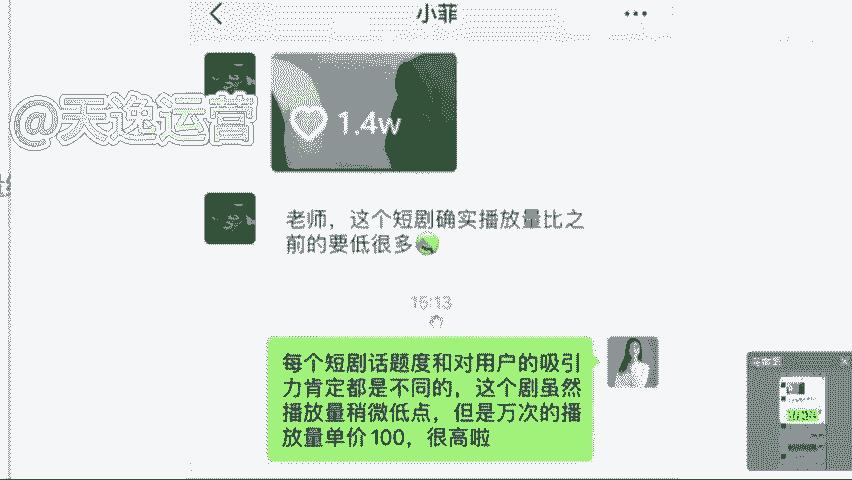 小菲
@天逸运营
1.4w
老师，这个短剧确实播放量比之
前的要低很多
15:13
每个短剧话题度和对用户的吸引
力肯定都是不同的，这个剧虽然
播放量稍微低点，但是万次的播
放量单价100，很高啦